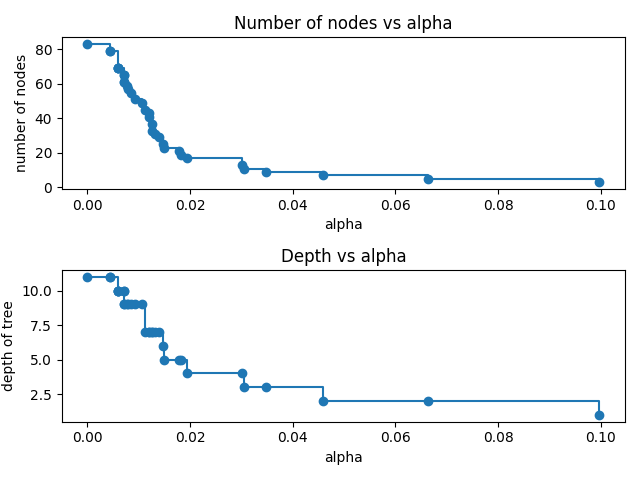 Number of nodes vs alpha
number of nodes
80
60
40
20
0
0.00 0.02 0.04 0.06 0.08 0.10
alpha
Depth vs alpha
depth of tree
10.0
7.5
5.0
2.5
0.00 0.02 0.04 0.06 0.08 0.10
alpha